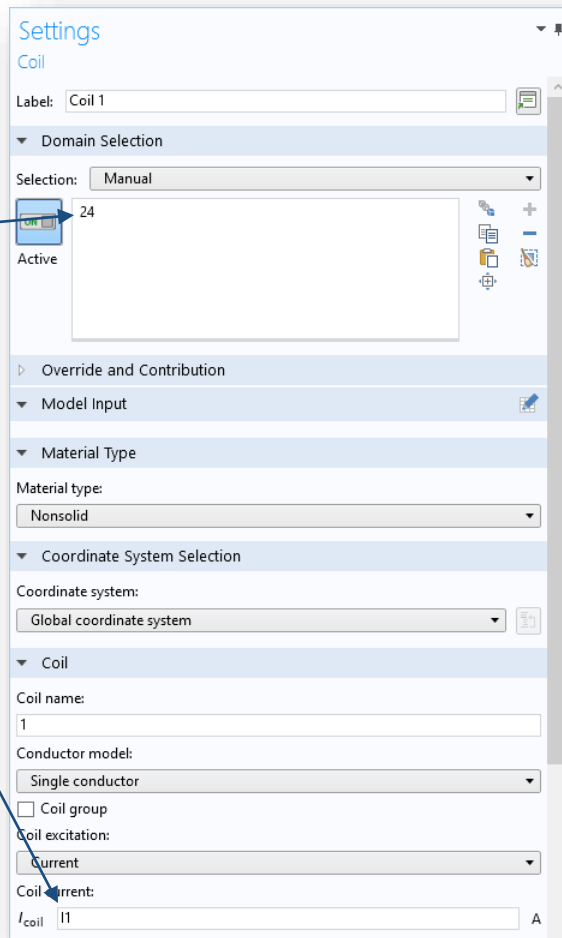 Settings
Coil
Label: Coil 1
Domain Selection
Selection: Manual
ON
24
Active
Override and Contribution
Model Input
Material Type
Material type:
Nonsolid
Coordinate System Selection
Coordinate system:
Global coordinate system
Coil
Coil name:
1
Conductor model:
Single conductor
Coil group
Coil excitation:
Current
Coil current:
Icoil I1 A